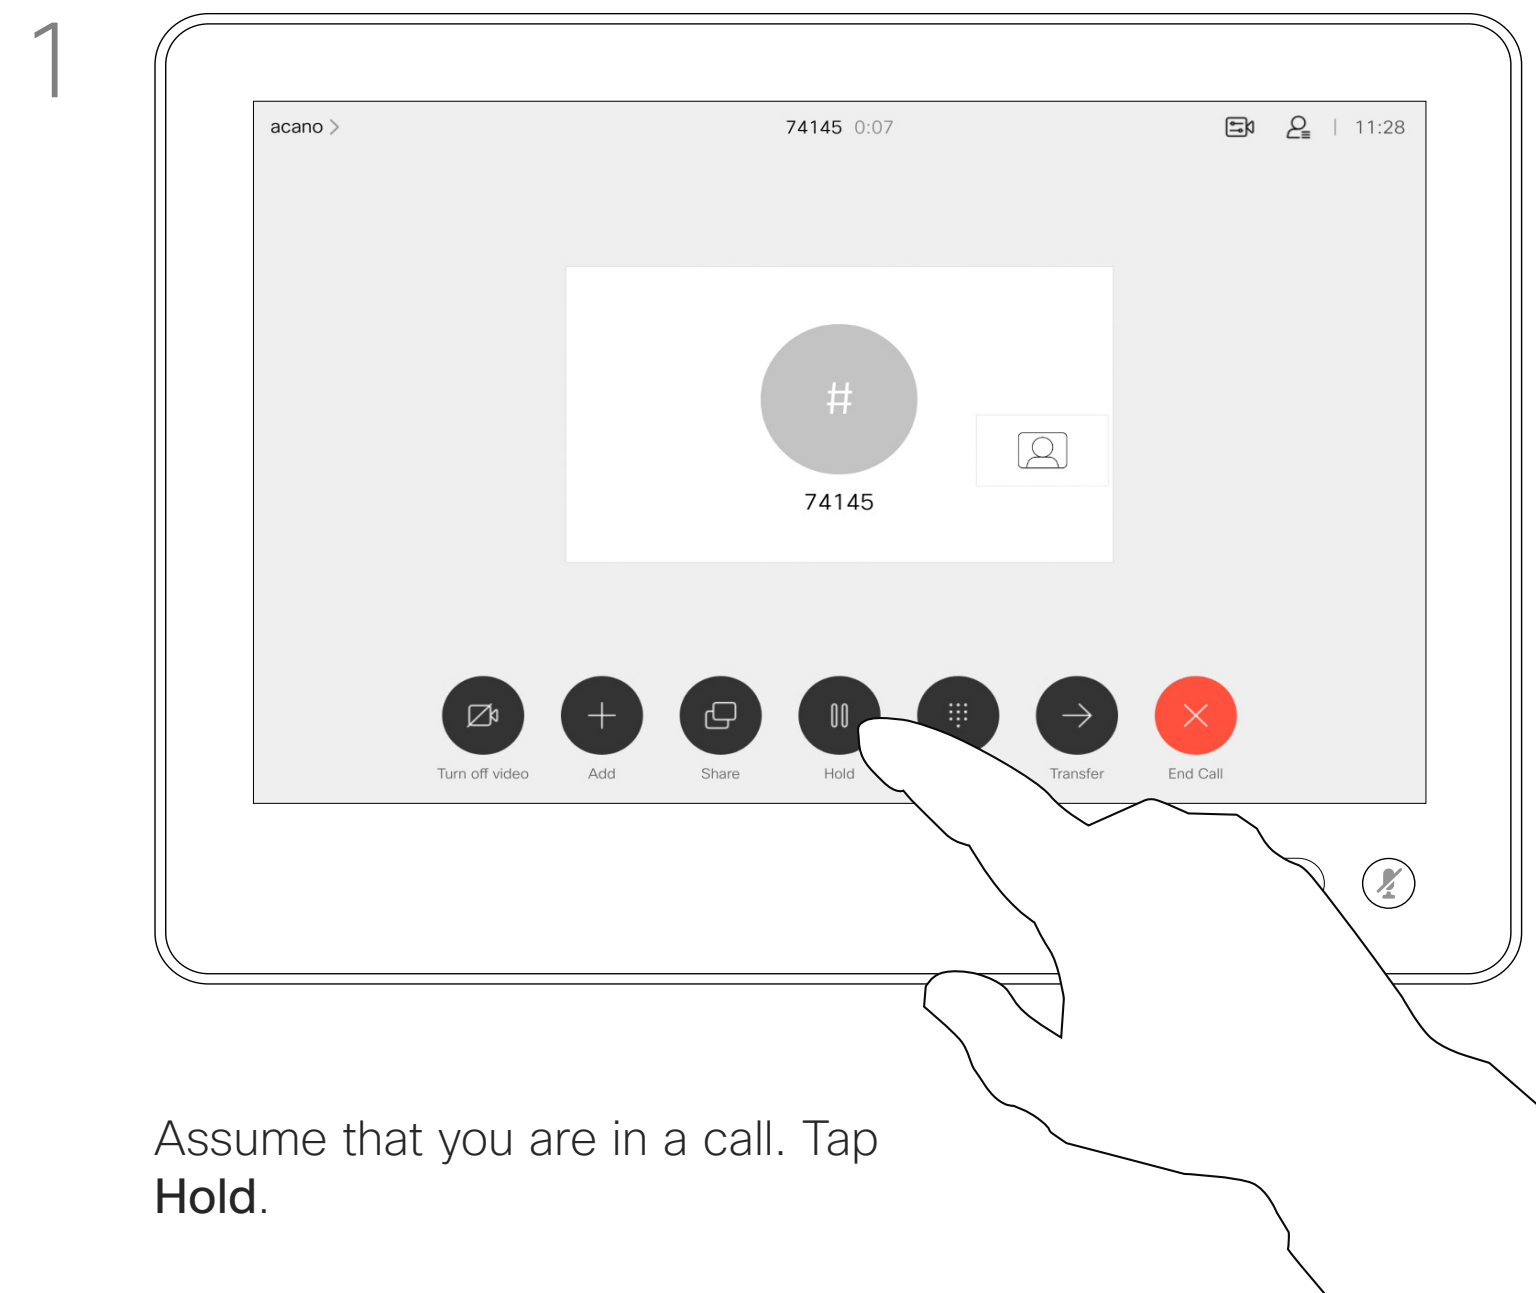 1
acano
74145 0:07
11:28
#
74145
Turn off video Add Share Hold Transfer End Call
Assume that you are in a call. Tap
Hold.